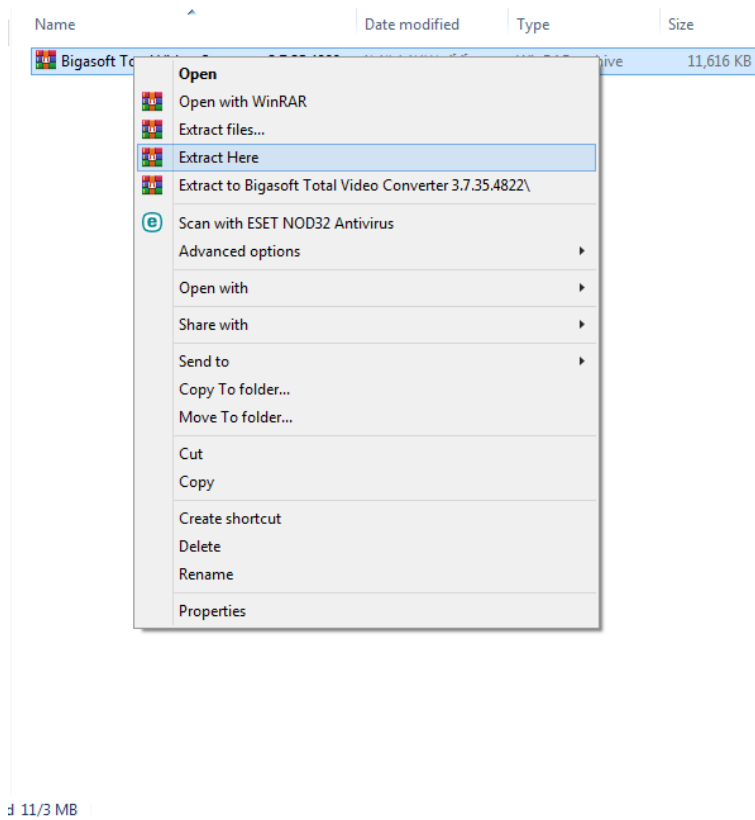 Name Date modified Type Size
Bigasoft To 11,616 KB
Open
Open with WinRAR
Extract files...
Extract Here
Extract to Bigasoft Total Video Converter 3.7.35.4822\
Scan with ESET NOD32 Antivirus
Advanced options
Open with
Share with
Send to
Copy To folder...
Move To folder...
Cut
Copy
Create shortcut
Delete
Rename
Properties
d 11/3 MB